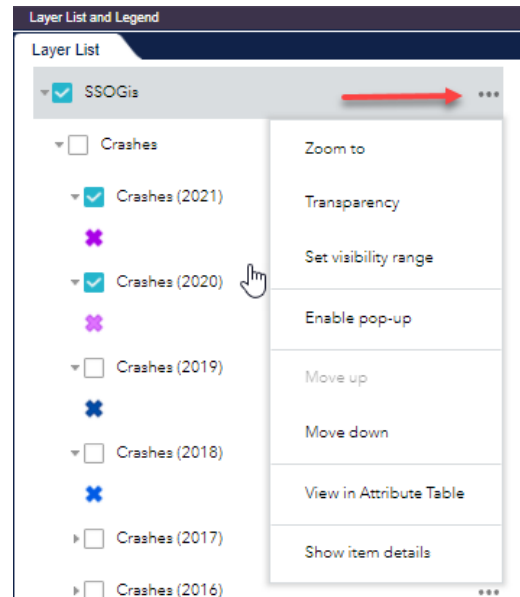 Layer List and Legend
Layer List
SSOGis
Crashes
Zoom to
Crashes (2021)
Transparency
Set visibility range
Crashes (2020)
Enable pop-up
Crashes (2019)
Move up
Move down
Crashes (2018)
View in Attribute Table
Crashes (2017)
Show item details
Crashes (2016)